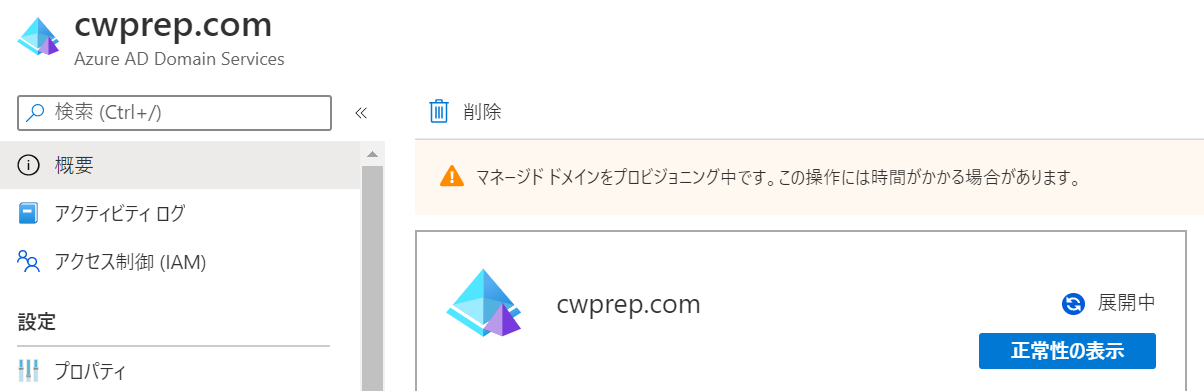 cwprep.com
Azure AD Domain Services
検索 (Ctrl+/)
«
削除
概要
マネージド ドメインをプロビジョニング中です。この操作には時間がかかる場合があります。
アクティビティ ログ
アクセス制御 (IAM)
cwprep.com
展開中
正常性の表示
設定
プロパティ